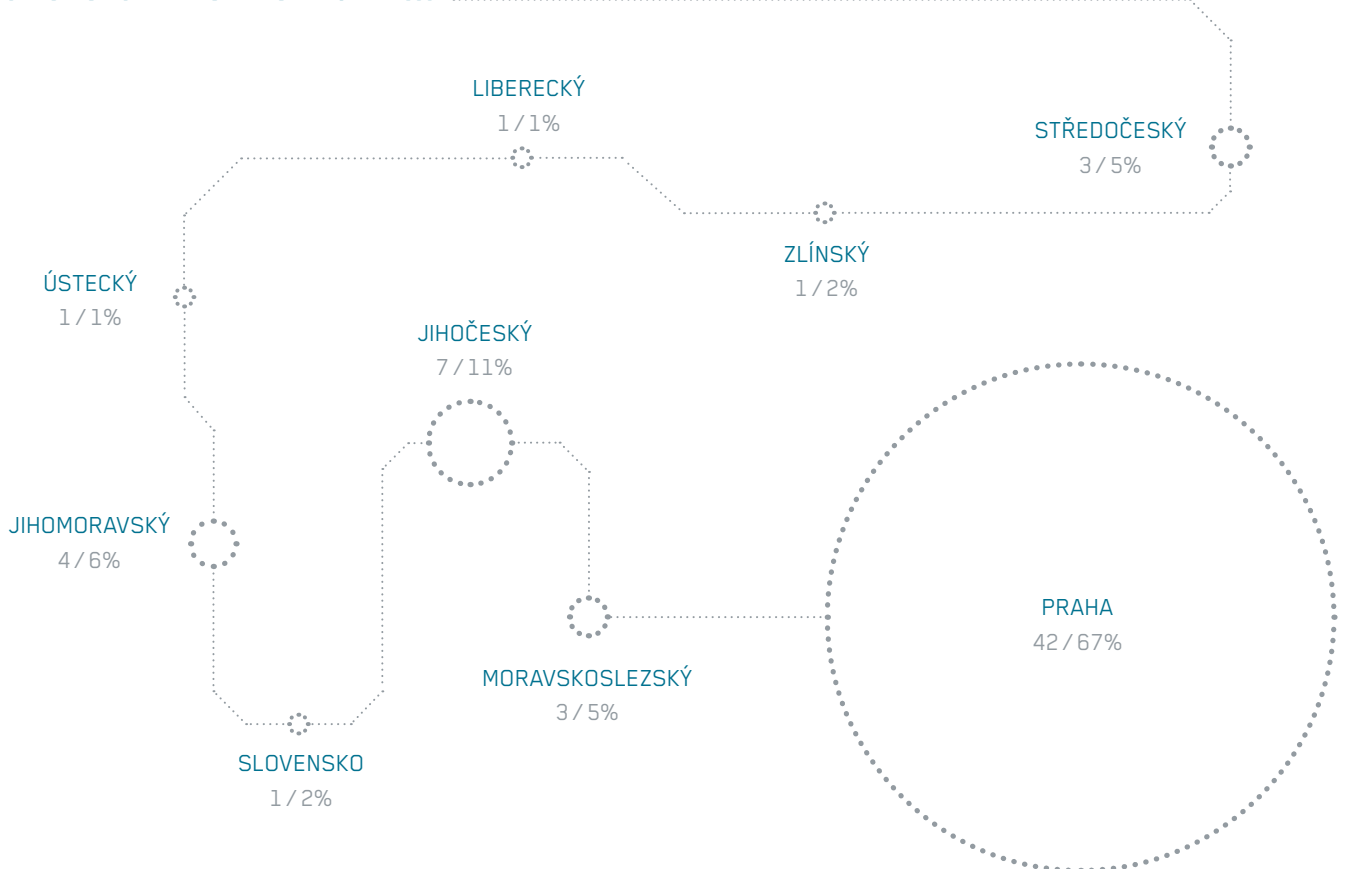 LIBERECKÝ
1 / 1%
STŘEDOČESKÝ
3 / 5%
ZLÍNSKÝ
1 / 2%
ÚSTECKÝ
1 / 1%
JIHOČESKÝ
7 / 11%
JIHOMORAVSKÝ
4 / 6%
PRAHA
42 / 67%
MORAVSKOSLEZSKÝ
3 / 5%
SLOVENSKO
1 / 2%